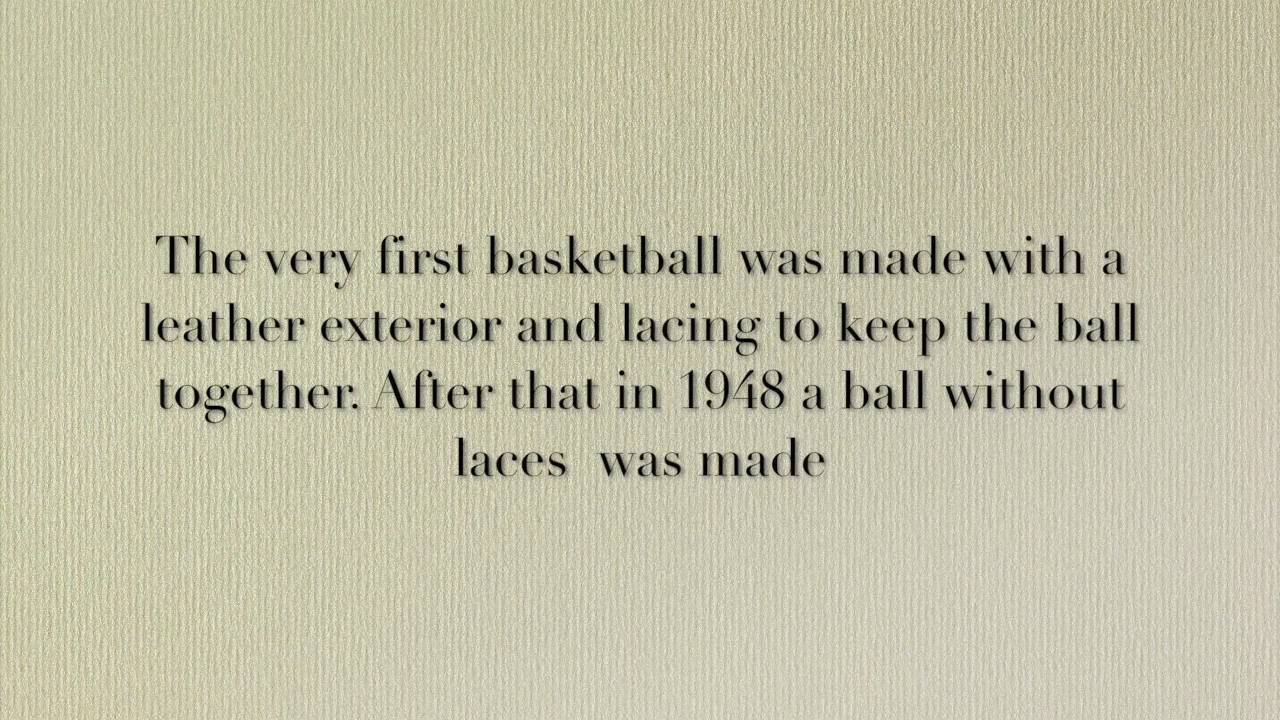 The very first basketball was made with a
leather exterior and lacing to keep the ball
together. After that in 1948 a ball without
laces  was made